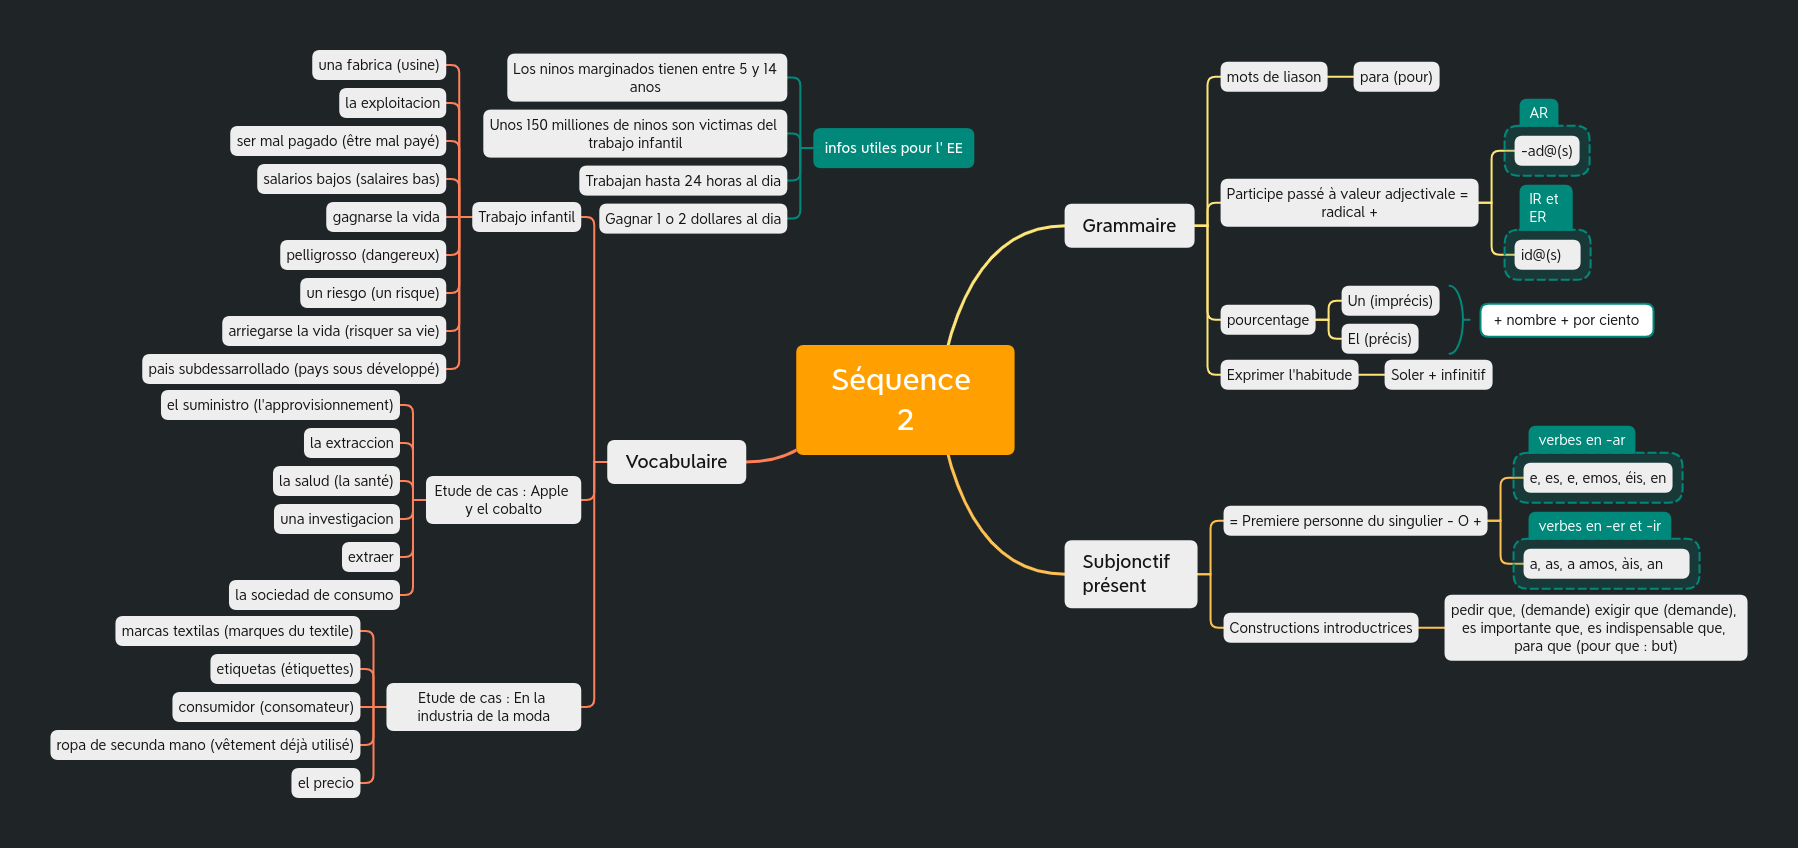 Séquence
2
Grammaire
mots de liason
para (pour)
Participe passé à valeur adjectivale =
radical +
AR
-ad@(s)
IR et
ER
id@(s)
pourcentage
Un (imprécis)
El (précis)
+ nombre + por ciento
Exprimer l'habitude
Soler + infinitif
Subjonctif
présent
= Premiere personne du singulier - O +
verbes en -ar
e, es, e, emos, éis, en
verbes en -er et -ir
a, as, a amos, àis, an
Constructions introductrices
pedir que, (demande) exigir que (demande),
es importante que, es indispensable que,
para que (pour que : but)
Vocabulaire
Trabajo infantil
una fabrica (usine)
la exploitacion
ser mal pagado (être mal payé)
salarios bajos (salaires bas)
gagnarse la vida
pelligrosso (dangereux)
un riesgo (un risque)
arriegarse la vida (risquer sa vie)
pais subdessarrollado (pays sous développé)
infos utiles pour l' EE
Los ninos marginados tienen entre 5 y 14
anos
Unos 150 milliones de ninos son victimas del
trabajo infantil
Trabajan hasta 24 horas al dia
Gagnar 1 o 2 dollares al dia
Etude de cas : Apple
y el cobalto
el suministro (l'approvisionnement)
la extraccion
la salud (la santé)
una investigacion
extraer
la sociedad de consumo
Etude de cas : En la
industria de la moda
marcas textilas (marques du textile)
etiquetas (étiquettes)
consumidor (consomateur)
ropa de secunda mano (vêtement déjà utilisé)
el precio